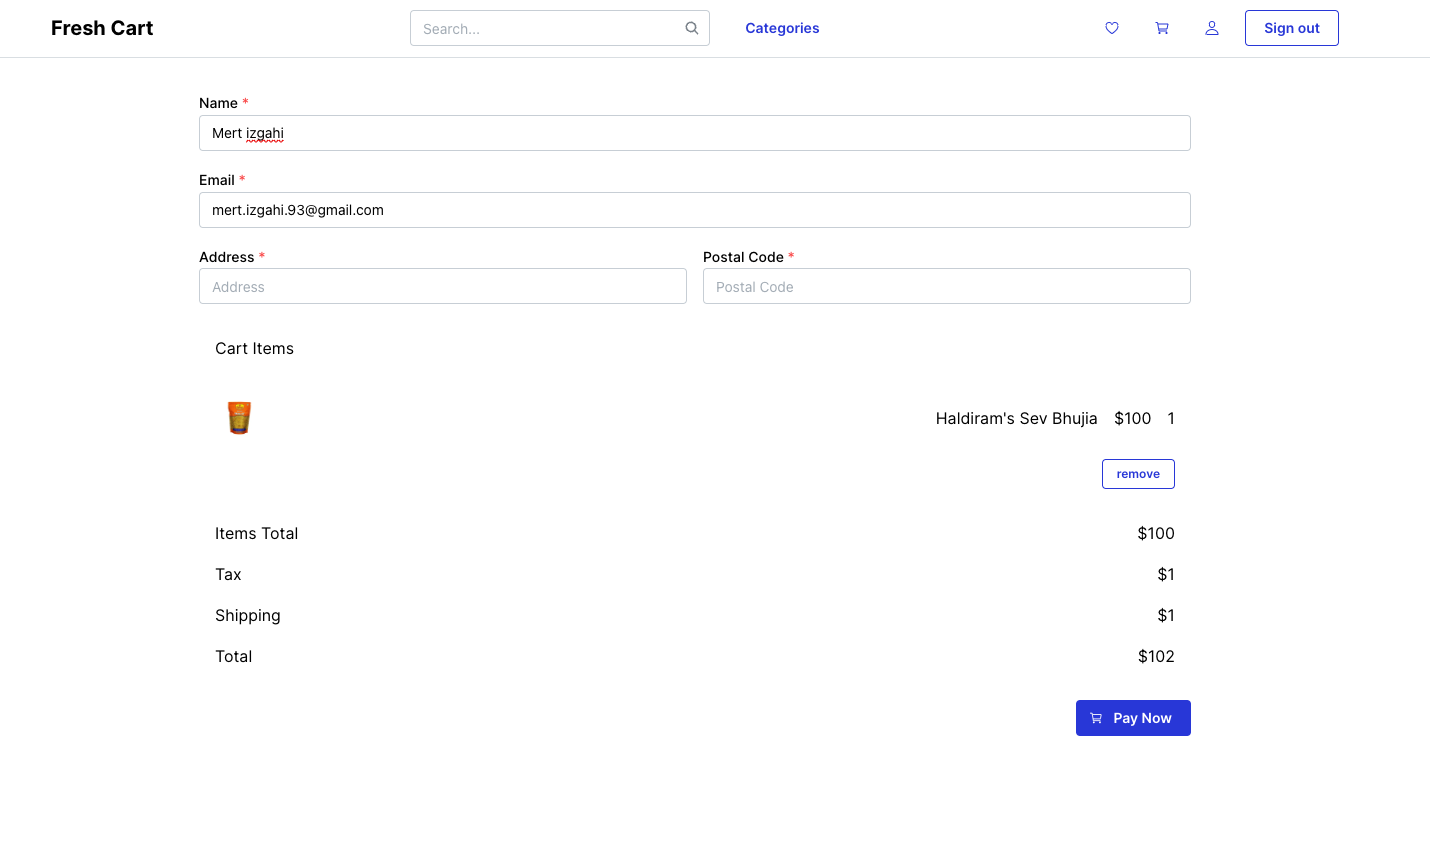 Fresh Cart
Search...
Categories
Sign out
Name *
Mert izgahi
Email *
mert.izgahi.93@gmail.com
Address * Postal Code *
Address Postal Code
Cart Items
Haldiram's Sev Bhujia $100 1
remove
Items Total $100
Tax $1
Shipping $1
Total $102
Pay Now